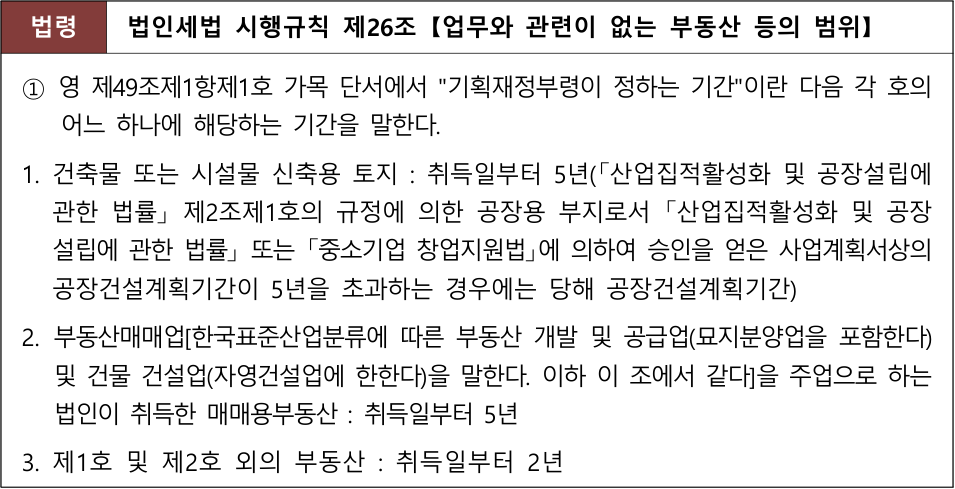 법령 법인세법 시행규칙 제26조【업무와 관련이 없는 부동산 등의 범위】
① 영 제49조제1항제1호 가목 단서에서 "기획재정부령이 정하는 기간"이란 다음 각 호의
어느 하나에 해당하는 기간을 말한다.
1. 건축물 또는 시설물 신축용 토지 : 취득일부터 5년(「산업집적활성화 및 공장설립에
관한 법률」 제2조제1호의 규정에 의한 공장용 부지로서 「산업집적활성화 및 공장
설립에 관한 법률」 또는 「중소기업 창업지원법」에 의하여 승인을 얻은 사업계획서상의
공장건설계획기간이 5년을 초과하는 경우에는 당해 공장건설계획기간)
2. 부동산매매업[한국표준산업분류에 따른 부동산 개발 및 공급업(묘지분양업을 포함한다)
및 건물 건설업(자영건설업에 한한다)을 말한다. 이하 이 조에서 같다]을 주업으로 하는
법인이 취득한 매매용부동산 : 취득일부터 5년
3. 제1호 및 제2호 외의 부동산 : 취득일부터 2년